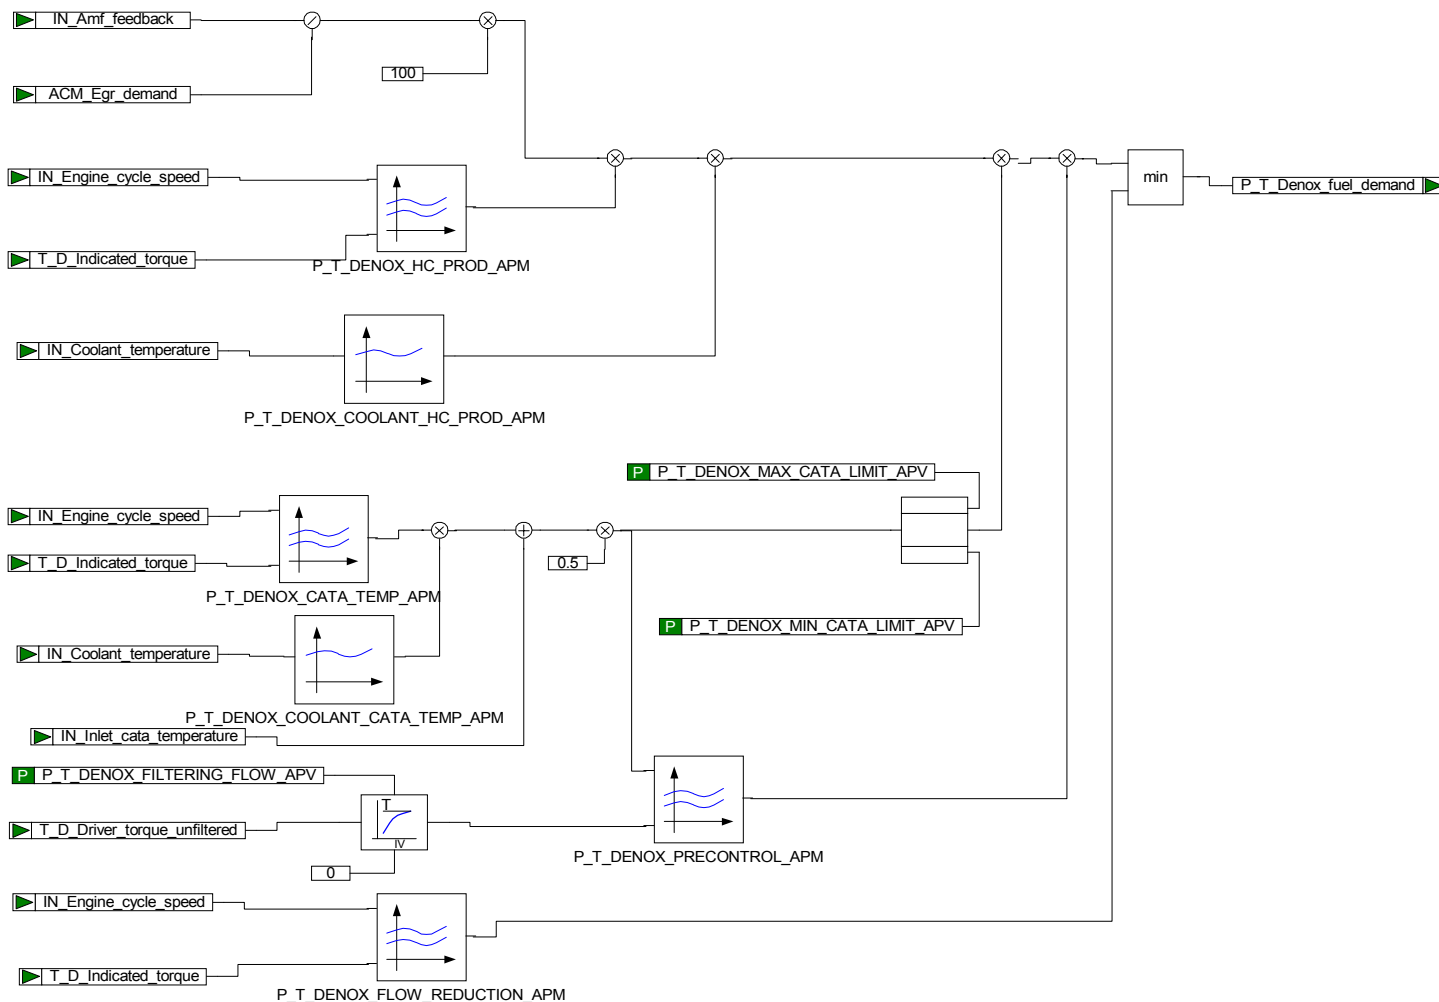 IN_Amf_feedback
100
ACM_Egr_demand
IN_Engine_cycle_speed
min
P_T_Denox_fuel_demand
T_D_Indicated_torque
P_T_DENOX_HC_PROD_APM
IN_Coolant_temperature
P_T_DENOX_COOLANT_HC_PROD_APM
P P_T_DENOX_MAX_CATA_LIMIT_APV
IN_Engine_cycle_speed
T_D_Indicated_torque
0.5
P_T_DENOX_CATA_TEMP_APM
P P_T_DENOX_MIN_CATA_LIMIT_APV
IN_Coolant_temperature
P_T_DENOX_COOLANT_CATA_TEMP_APM
IN_Inlet_cata_temperature
P P_T_DENOX_FILTERING_FLOW_APV
T
T_D_Driver_torque_unfiltered
IV
P_T_DENOX_PRECONTROL_APM
0
IN_Engine_cycle_speed
T_D_Indicated_torque
P_T_DENOX_FLOW_REDUCTION_APM